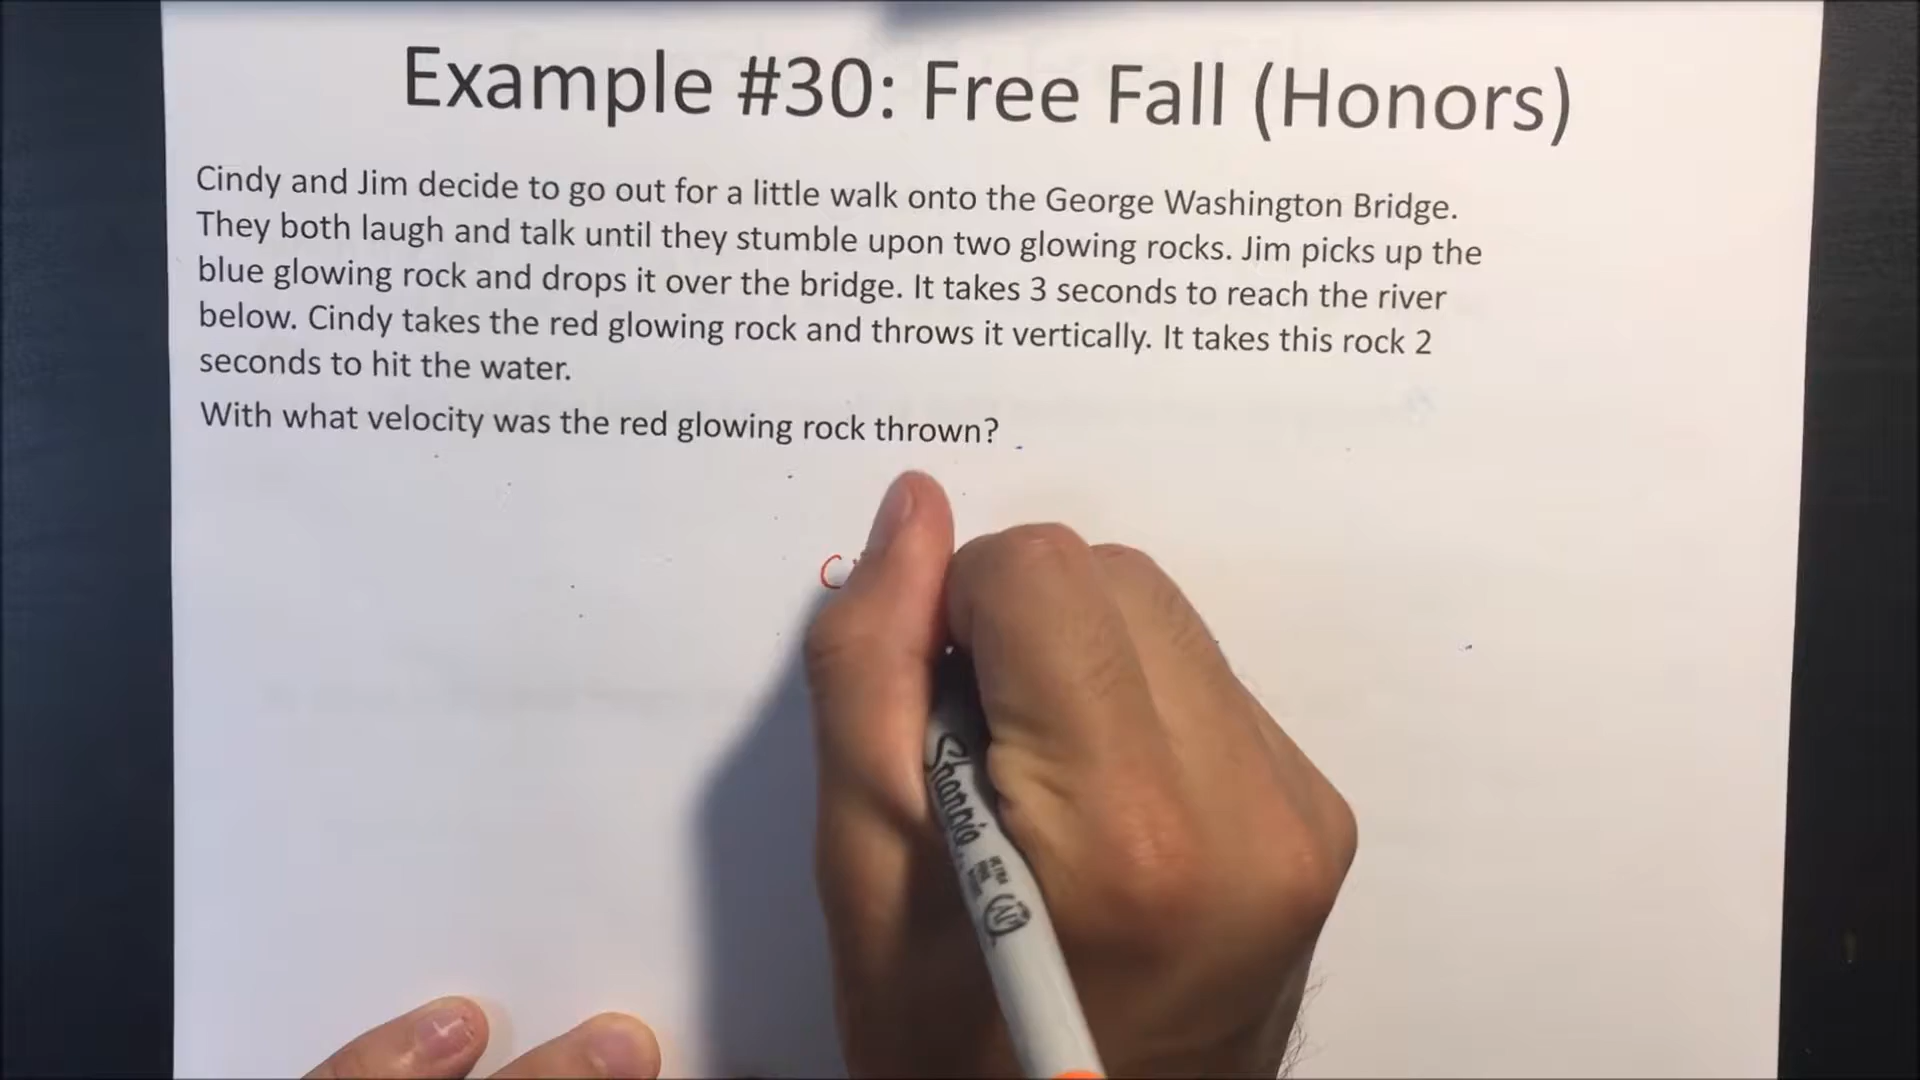 Example #30: Free Fall (Honors)
Cindy and Jim decide to go out for a little walk onto the George Washington Bridge.
They both laugh and talk until they stumble upon two glowing rocks. Jim picks up the
blue glowing rock and drops it over the bridge. It takes 3 seconds to reach the river
below. Cindy takes the red glowing rock and throws it vertically. It takes this rock 2
seconds to hit the water.
With what velocity was the red glowing rock thrown?
C
Sharpie